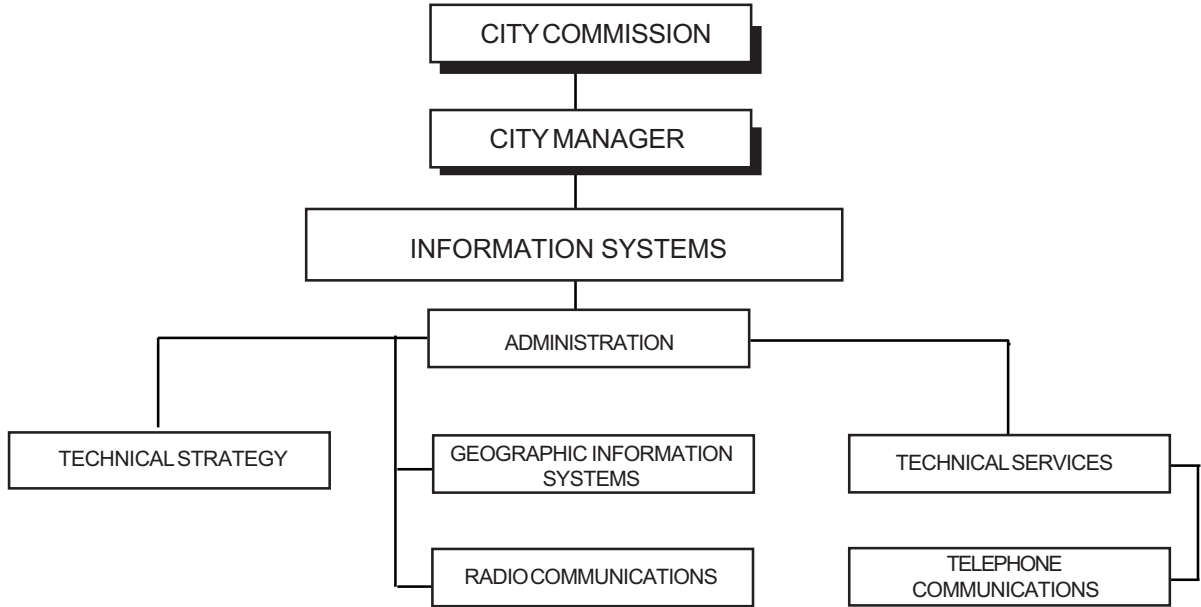 CITY COMMISSION
CITY MANAGER
INFORMATION SYSTEMS
ADMINISTRATION
TECHNICAL STRATEGY
GEOGRAPHIC INFORMATION
SYSTEMS
TECHNICAL SERVICES
RADIO COMMUNICATIONS
TELEPHONE
COMMUNICATIONS